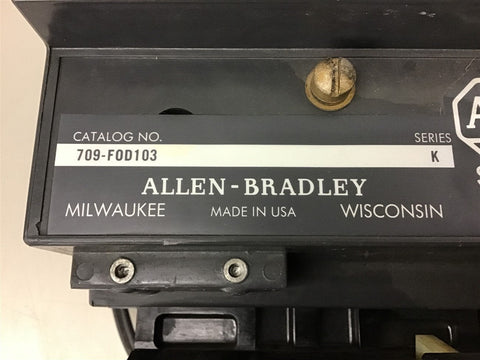 CATALOG NO. SERIES
709-FOD103 K
ALLEN-BRADLEY
MILWAUKEE MADE IN USA WISCONSIN